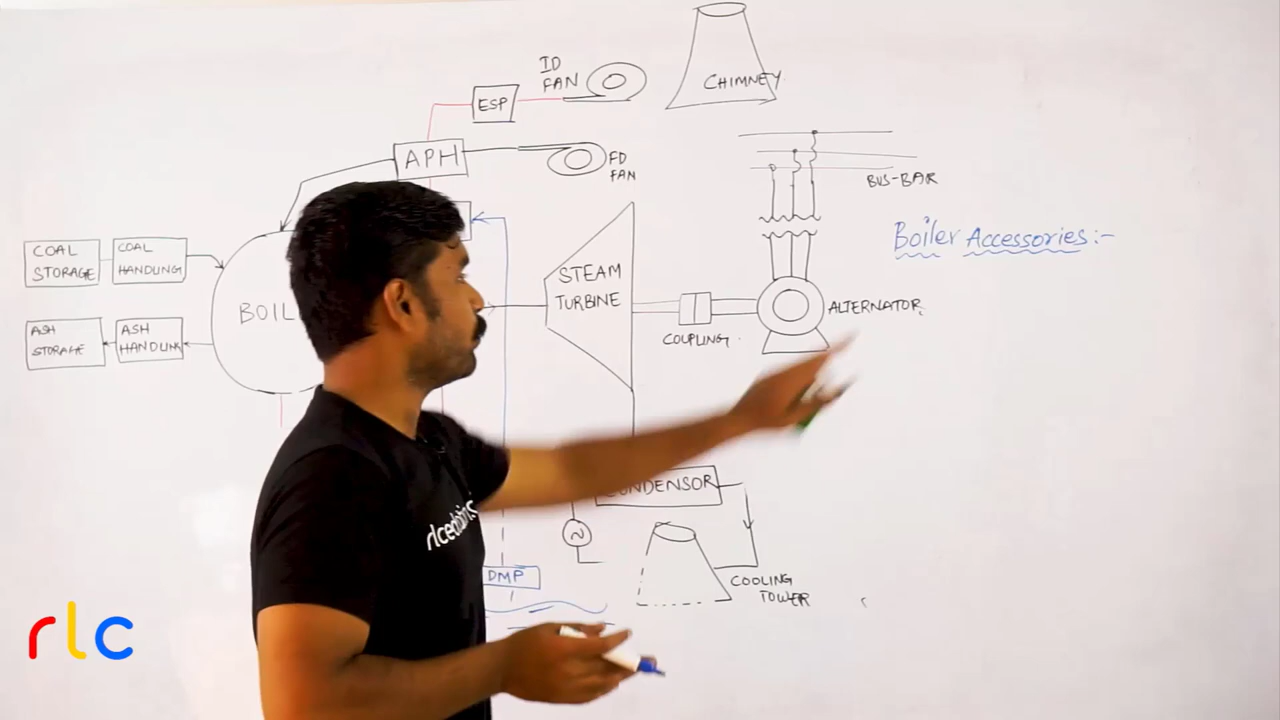 CHIMNEY
ID
FAN
ESP
APH
FD
FAN
BUS-BAR
Boiler Accessories:-
COAL
STORAGE
COAL
HANDLING
STEAM
TURBINE
BOIL
ALTERNATOR
ASH
STORAGE
ASH
HANDLING
COUPLING
CONDENSOR
DMP
COOLING
TOWER
rlc